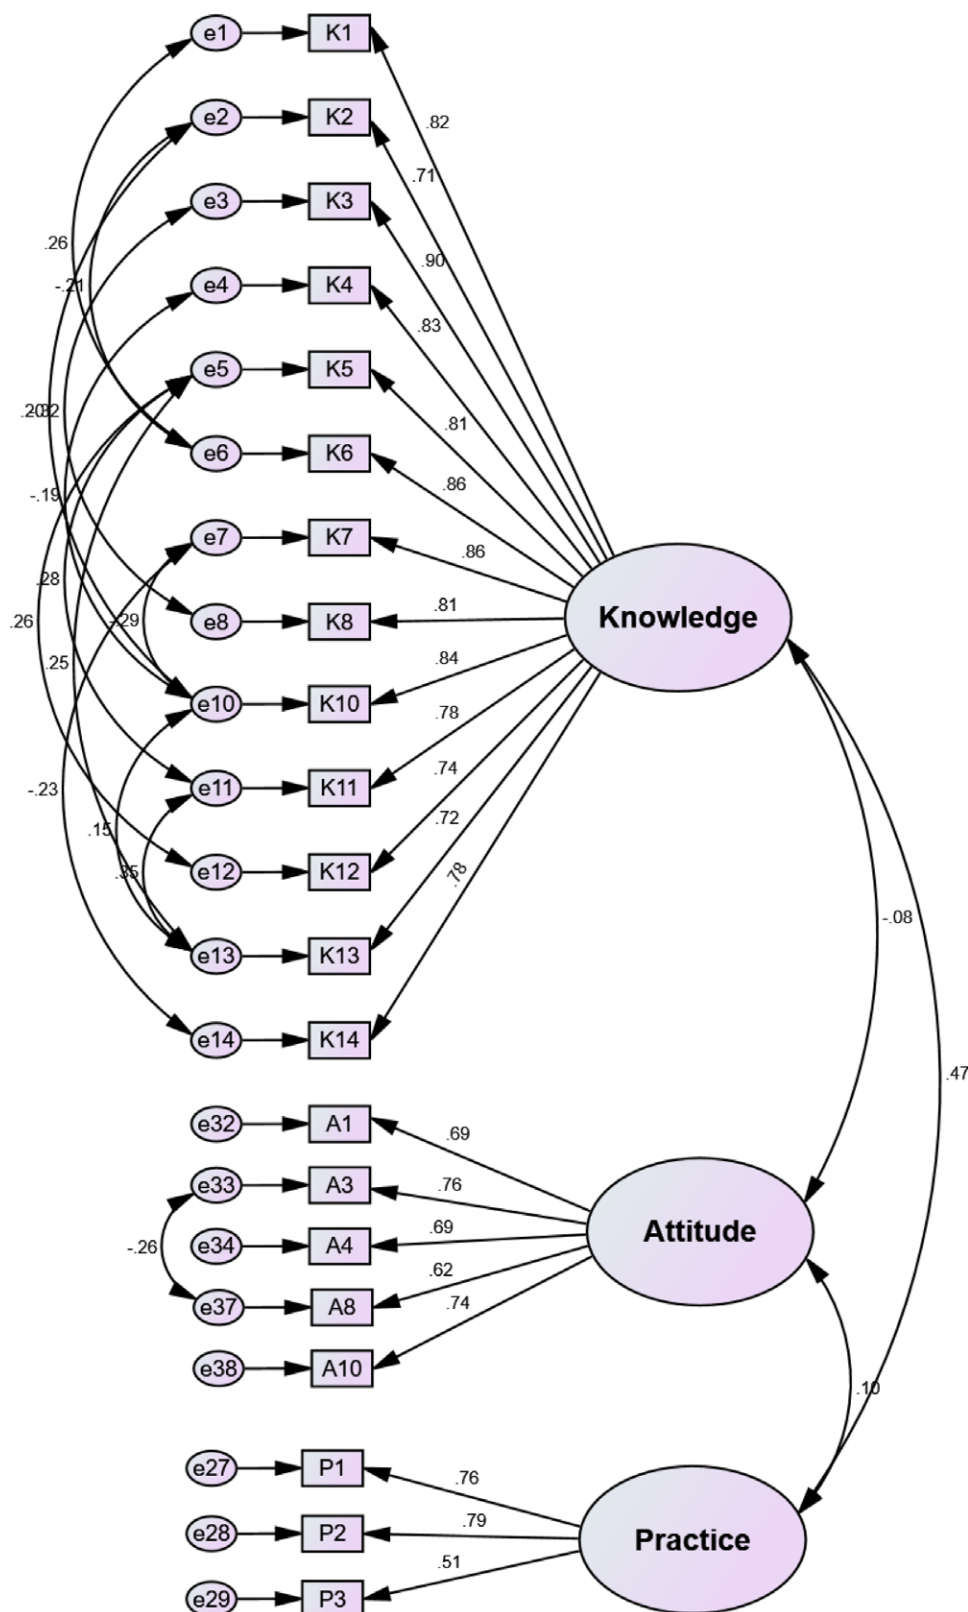 e1 K1
.82
e2 K2
.71
e3 K3
.26
.90
-.21
e4 K4
.83
e5 K5
.20
.81
e6 K6
.86
-.19
e7 K7
.86
.28
.26
-.29
e8 K8
.81
Knowledge
.25
.84
e10 K10
.78
.74
-.23
e11 K11
.72
.15
.35
e12 K12
.78
-.08
e13 K13
e14 K14
.47
e32 A1
.69
e33 A3
.76
.69
Attitude
-.26
e34 A4
.62
e37 A8
.74
e38 A10
.10
e27 P1
.76
.79
e28 P2
Practice
.51
e29 P3